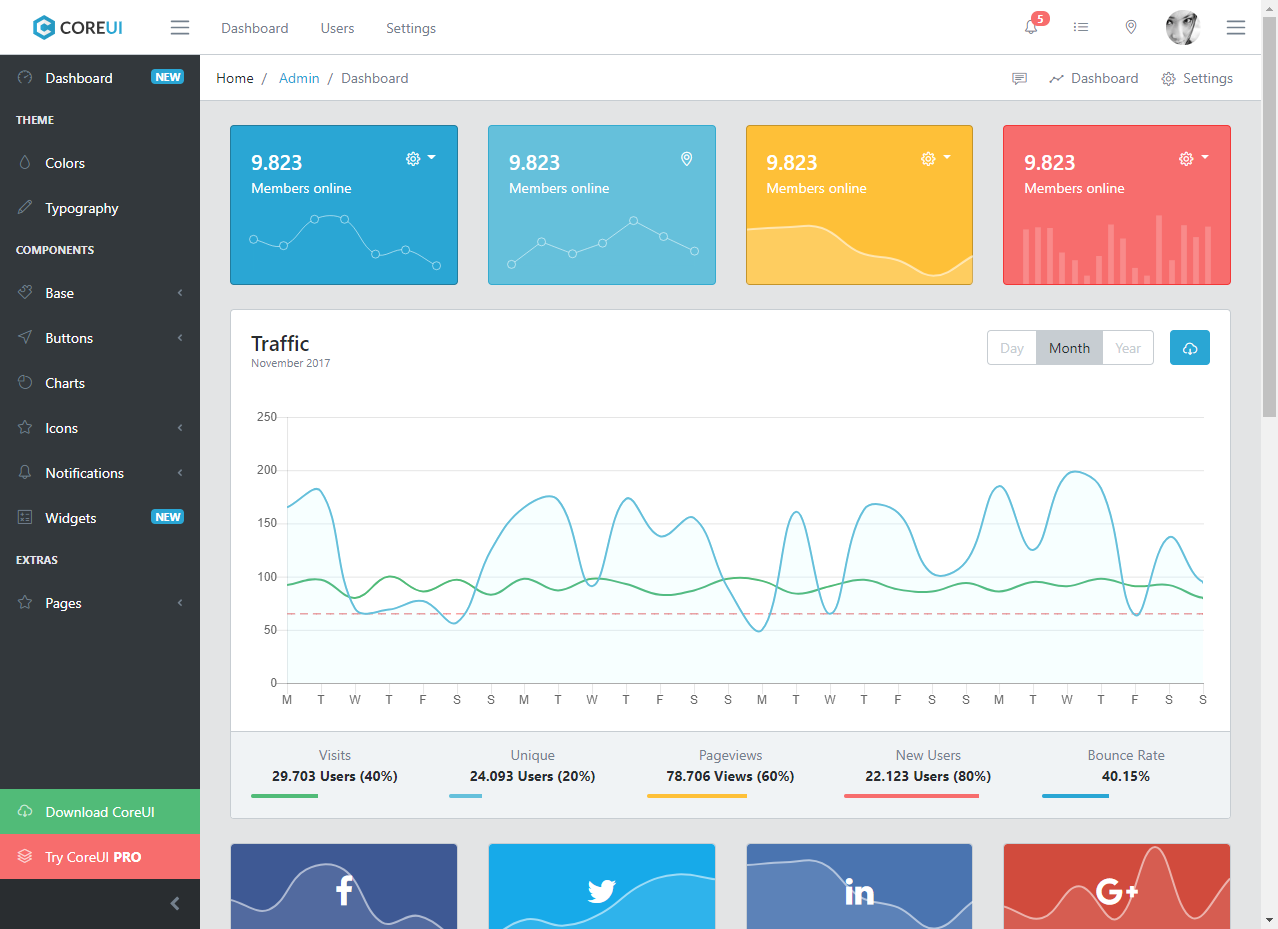 COREUI
Dashboard Users Settings
5
Dashboard NEW
Home / Admin / Dashboard
Dashboard Settings
THEME
Colors
Typography
COMPONENTS
Base
Buttons
Charts
Icons
Notifications
Widgets NEW
EXTRAS
Pages
Download CoreUI
Try CoreUI PRO
9.823
Members online
9.823
Members online
9.823
Members online
9.823
Members online
Traffic
November 2017
Day Month Year
250
200
150
100
50
0
M T W T F S S M T W T F S S M T W T F S S M T W T F S S
Visits
29.703 Users (40%)
Unique
24.093 Users (20%)
Pageviews
78.706 Views (60%)
New Users
22.123 Users (80%)
Bounce Rate
40.15%
f
in
G+